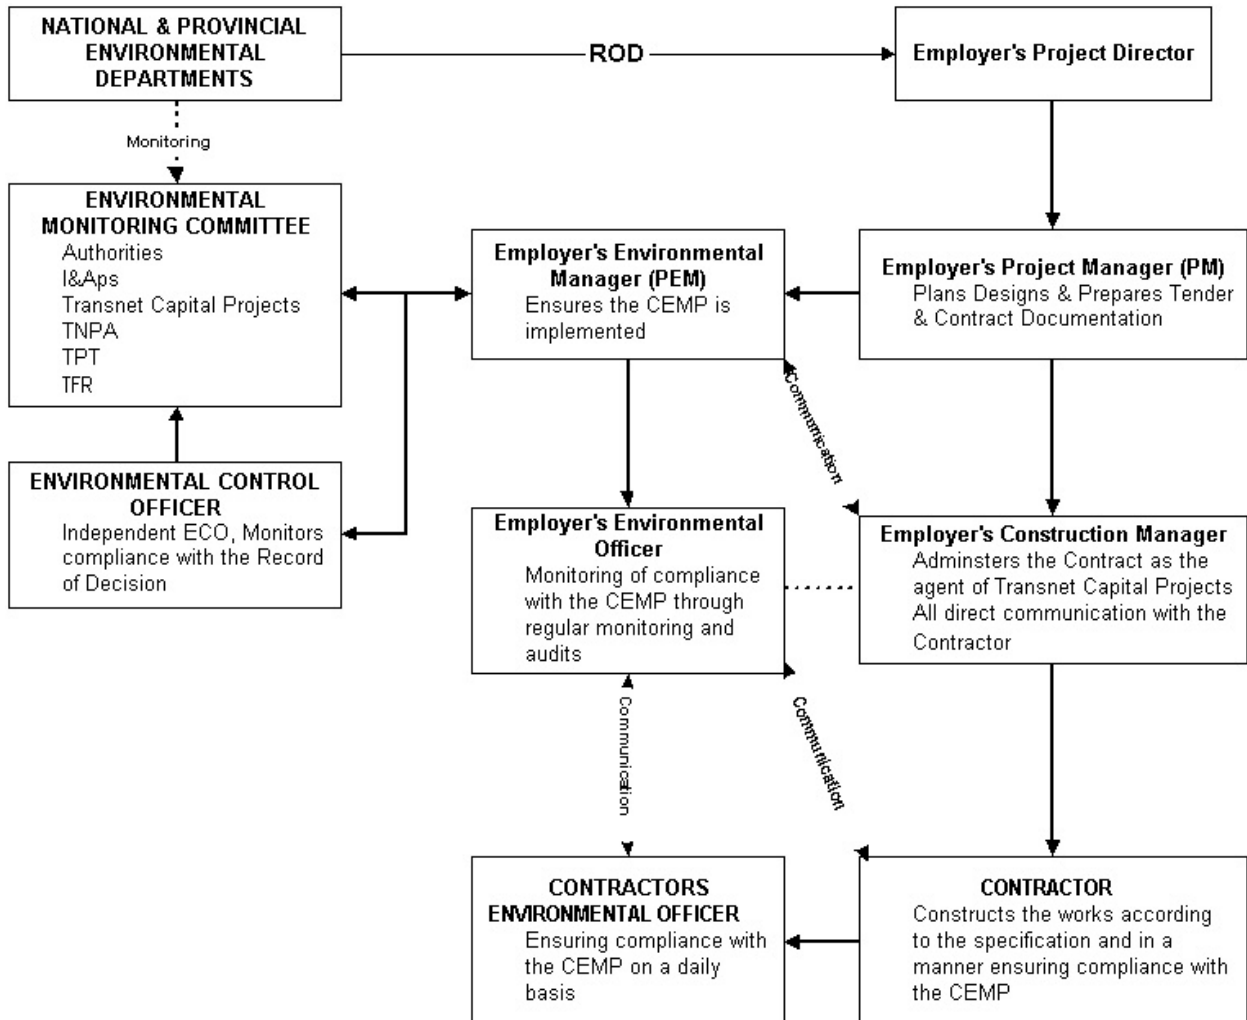 NATIONAL & PROVINCIAL
ENVIRONMENTAL
DEPARTMENTS
ROD
Employer's Project Director
Monitoring
ENVIRONMENTAL
MONITORING COMMITTEE
Authorities
I&Aps
Transnet Capital Projects
TNPA
TPT
TFR
Employer's Environmental
Manager (PEM)
Ensures the CEMP is
implemented
Employer's Project Manager (PM)
Plans Designs & Prepares Tender
& Contract Documentation
Communication
ENVIRONMENTAL CONTROL
OFFICER
Independent ECO, Monitors
compliance with the Record
of Decision
Employer's Environmental
Officer
Monitoring of compliance
with the CEMP through
regular monitoring and
audits
Employer's Construction Manager
Adminsters the Contract as the
agent of Transnet Capital Projects
All direct communication with the
Contractor
Communication
Communication
CONTRACTORS
ENVIRONMENTAL OFFICER
Ensuring compliance with
the CEMP on a daily
basis
CONTRACTOR
Constructs the works according
to the specification and in a
manner ensuring compliance with
the CEMP